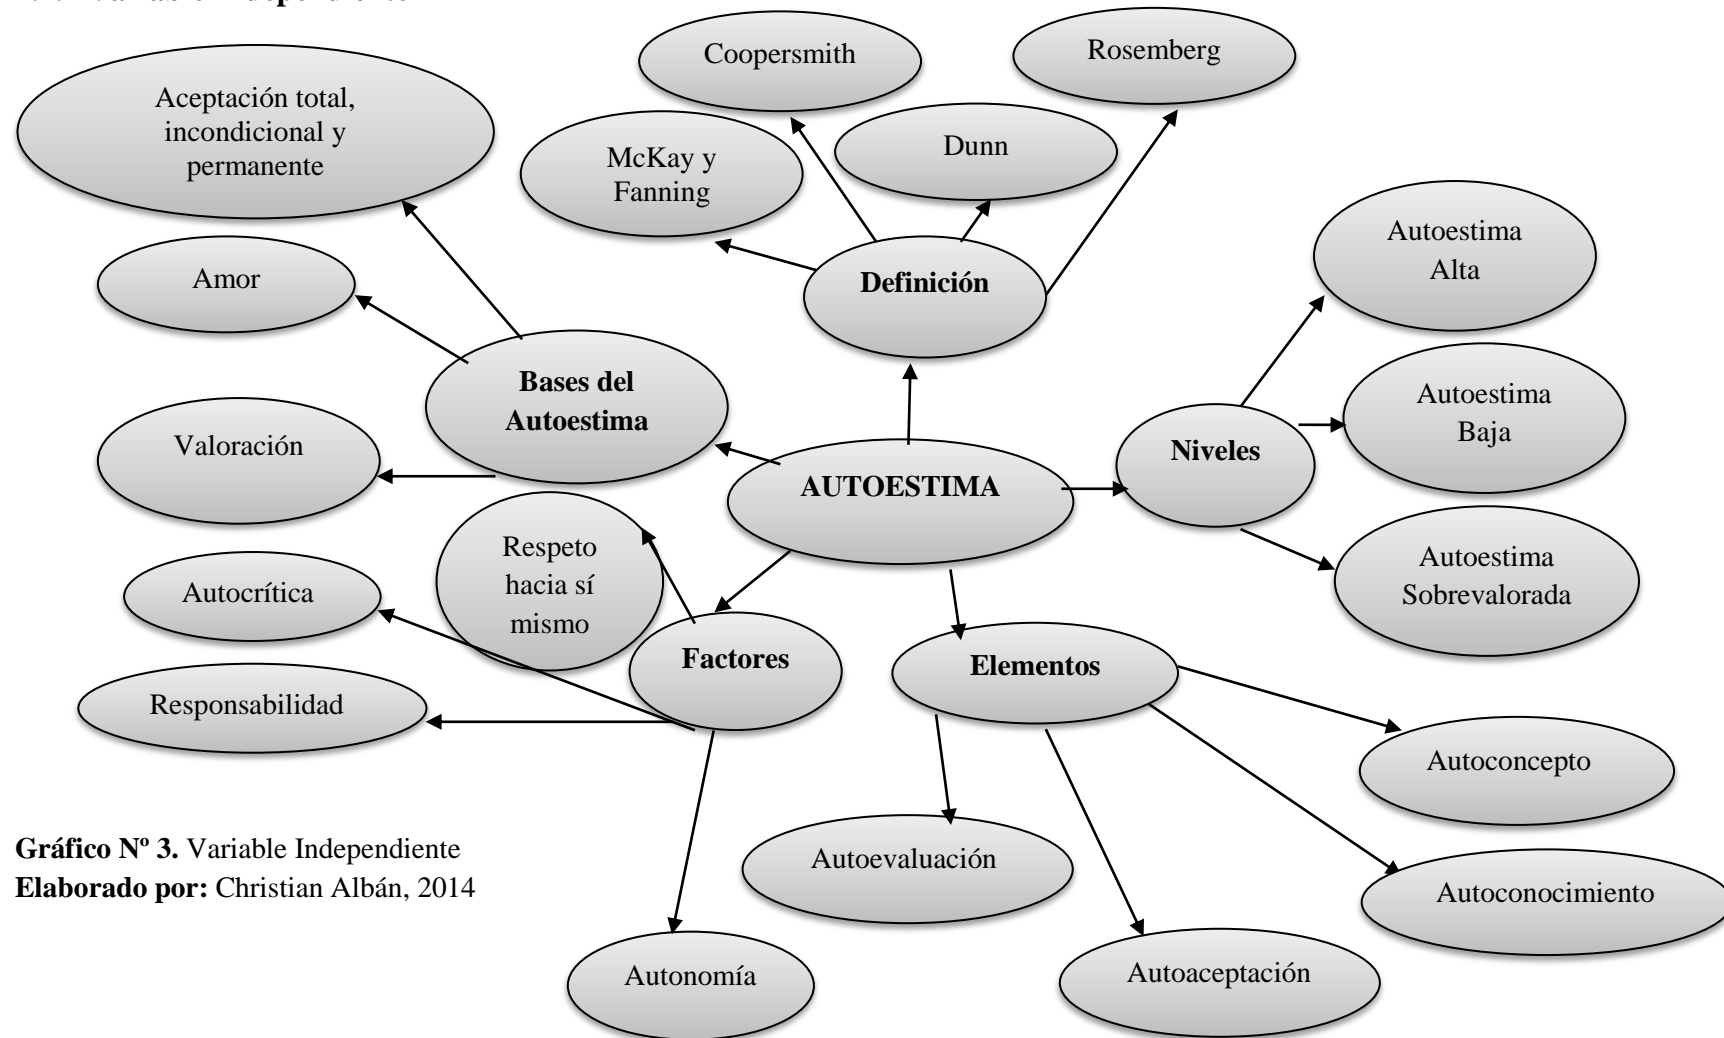 Coopersmith
Rosemberg
Aceptación total,
incondicional y
permanente
McKay y
Fanning
Dunn
Autoestima
Alta
Amor
Definición
Bases del
Autoestima
Autoestima
Baja
Valoración
Niveles
AUTOESTIMA
Respeto
hacia sí
mismo
Autoestima
Sobrevalorada
Autocrítica
Factores
Elementos
Responsabilidad
Autoconcepto
Gráfico Nº 3. Variable Independiente
Elaborado por: Christian Albán, 2014
Autoevaluación
Autoconocimiento
Autonomía
Autoaceptación